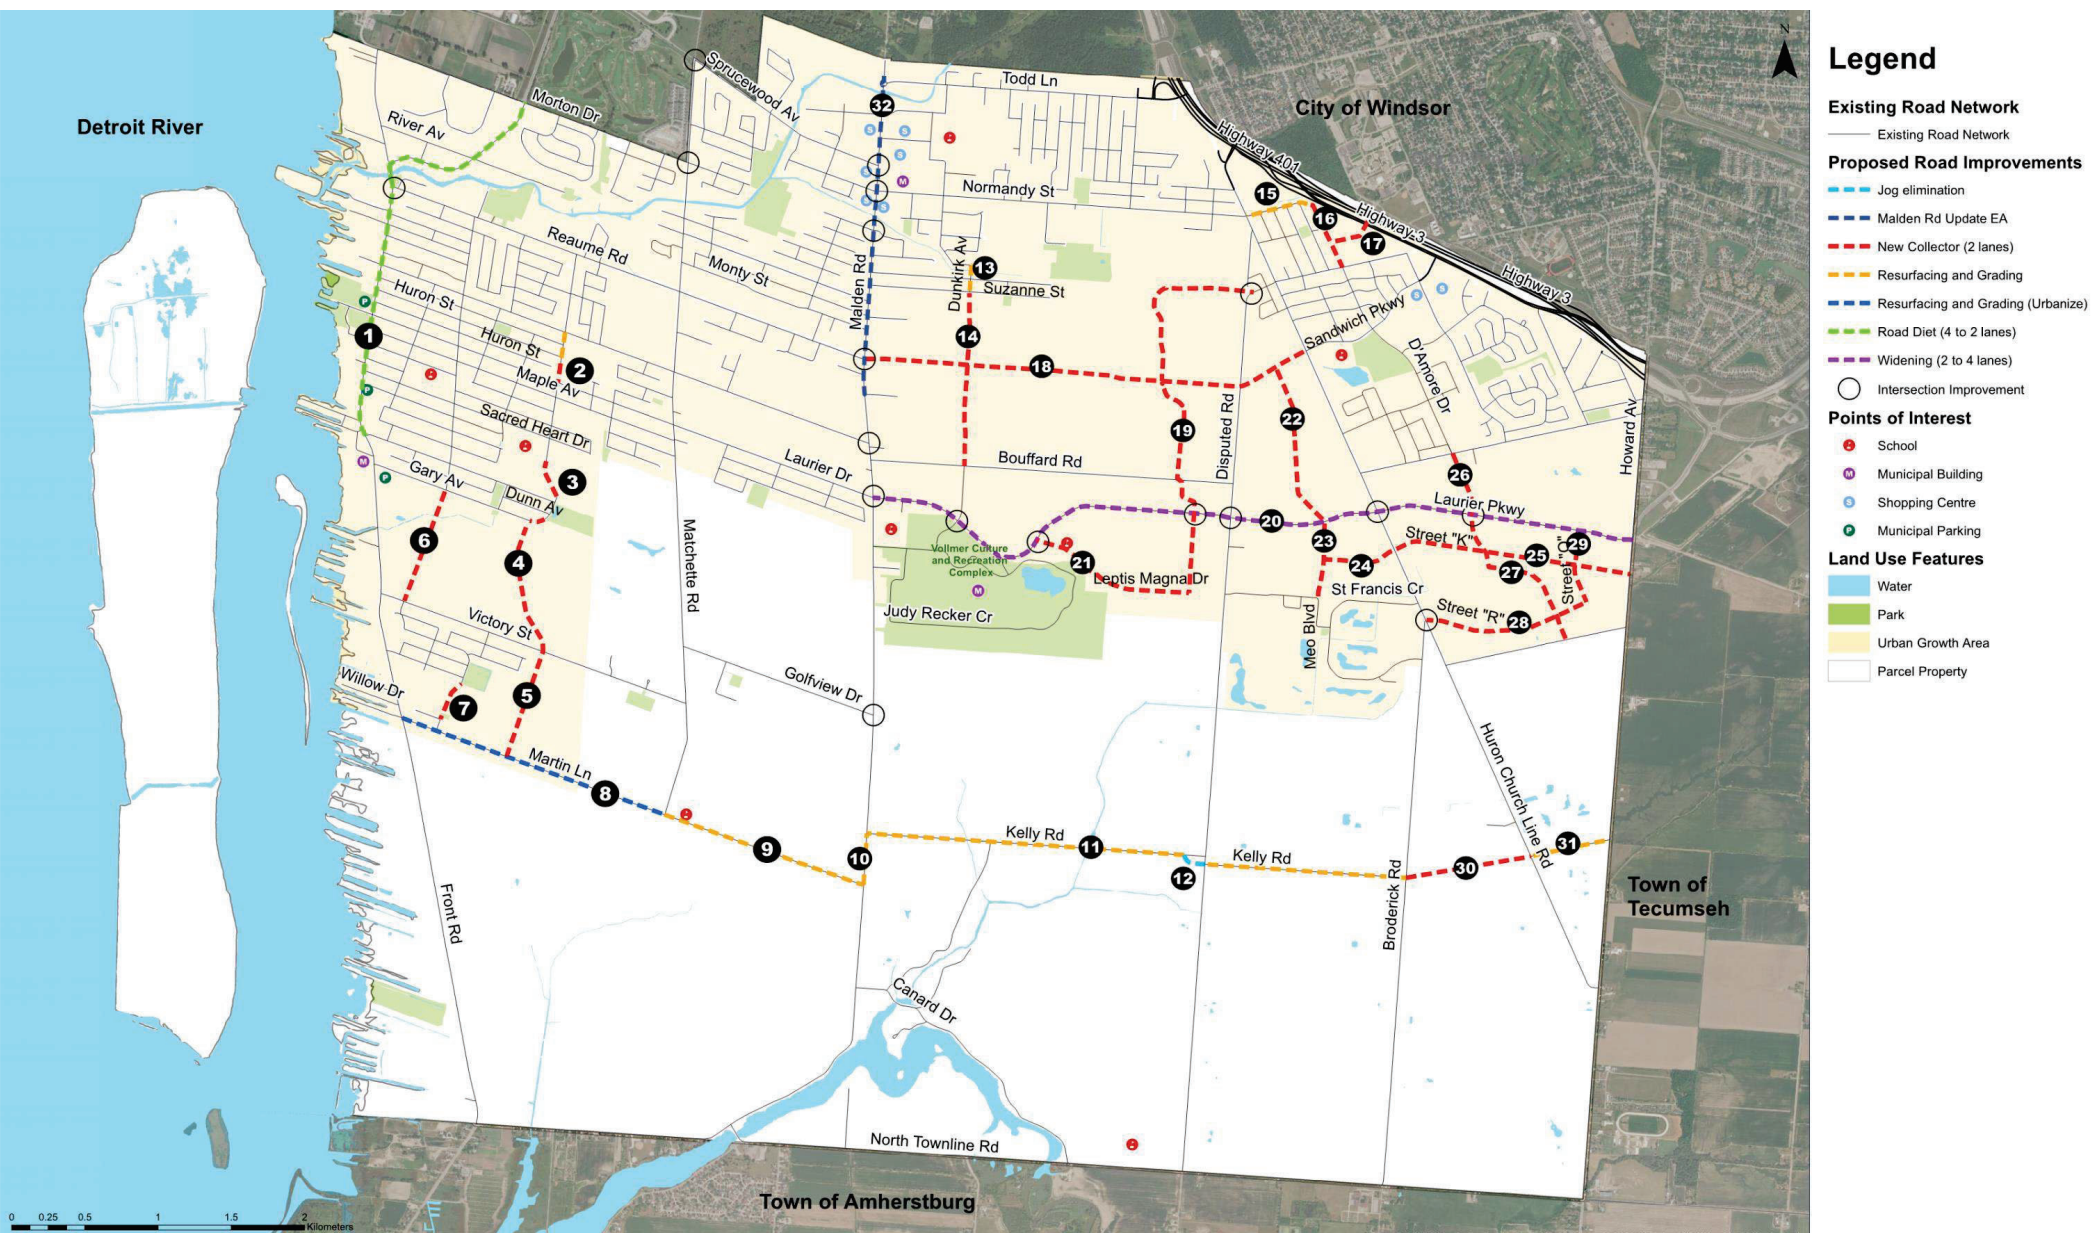 Detroit River
City of Windsor
Town of
Tecumseh
Town of Amherstburg
N
Sprucewood Av
Todd Ln
Morton Dr
River Av
Highway 401
Highway 3
Highway 3
Normandy St
Reaume Rd
Monty St
Malden Rd
Dunkirk Av
Suzanne St
Huron St
Huron St
Maple Av
Sacred Heart Dr
Gary Av
Dunn Av
Laurier Dr
Bouffard Rd
Disputed Rd
Sandwich Pkwy
D'Amore Dr
Howard Av
Laurier Pkwy
Street "K"
Street "Q"
Street "R"
St Francis Cr
Meo Blvd
Leptis Magna Dr
Vollmer Culture
and Recreation
Complex
Judy Recker Cr
Matchette Rd
Victory St
Willow Dr
Golfview Dr
Martin Ln
Front Rd
Kelly Rd
Kelly Rd
Broderick Rd
Huron Church Line Rd
Canard Dr
North Townline Rd
1
2
3
4
5
6
7
8
9
10
11
12
13
14
15
16
17
18
19
20
21
22
23
24
25
26
27
28
29
30
31
32
0 0.25 0.5 1 1.5 2
Kilometers
Legend
Existing Road Network
Existing Road Network
Proposed Road Improvements
Jog elimination
Malden Rd Update EA
New Collector (2 lanes)
Resurfacing and Grading
Resurfacing and Grading (Urbanize)
Road Diet (4 to 2 lanes)
Widening (2 to 4 lanes)
Intersection Improvement
Points of Interest
School
M Municipal Building
S Shopping Centre
P Municipal Parking
Land Use Features
Water
Park
Urban Growth Area
Parcel Property